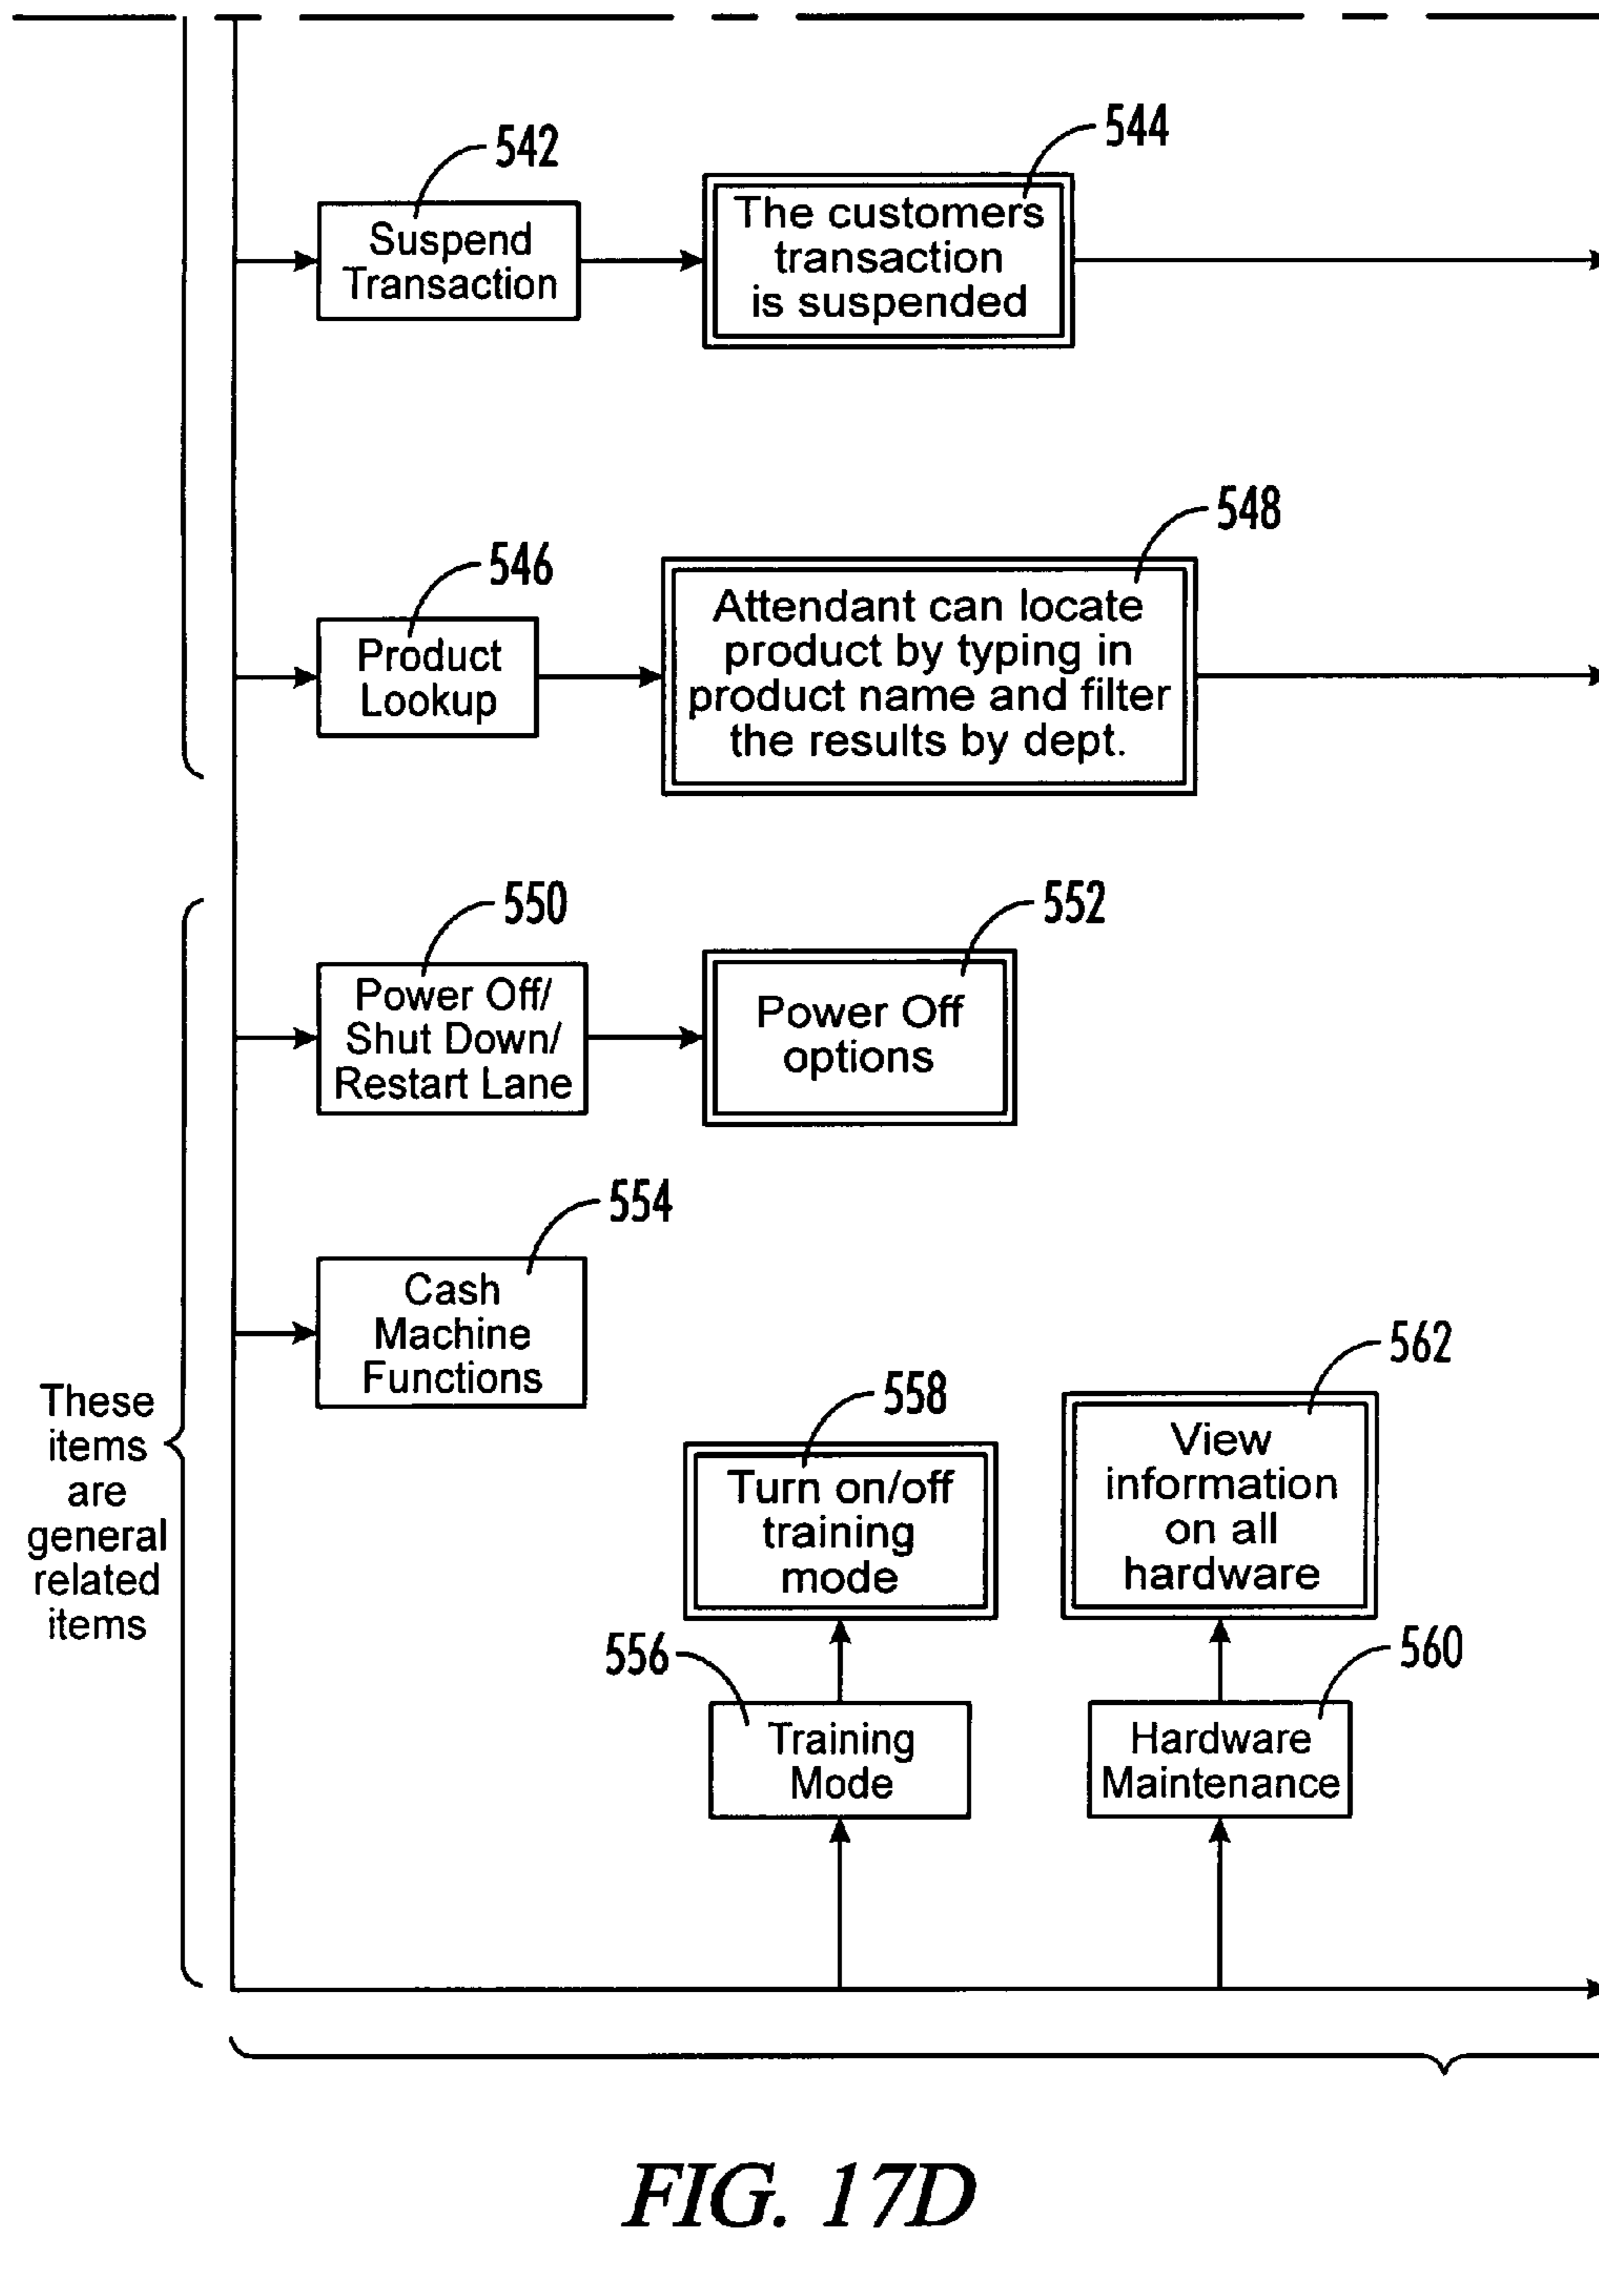 544
542
The customers
transaction
is suspended
Suspend
Transaction
548
546
Attendant can locate
product by typing in
product name and filter
the results by dept.
Product
Lookup
550
552
Power Off/
Shut Down/
Restart Lane
Power Off
options
554
Cash
Machine
Functions
562
558
View
information
on all
hardware
Turn on/off
training
mode
These
items
are
general
related
items
556
560
Training
Mode
Hardware
Maintenance
FIG. 17D